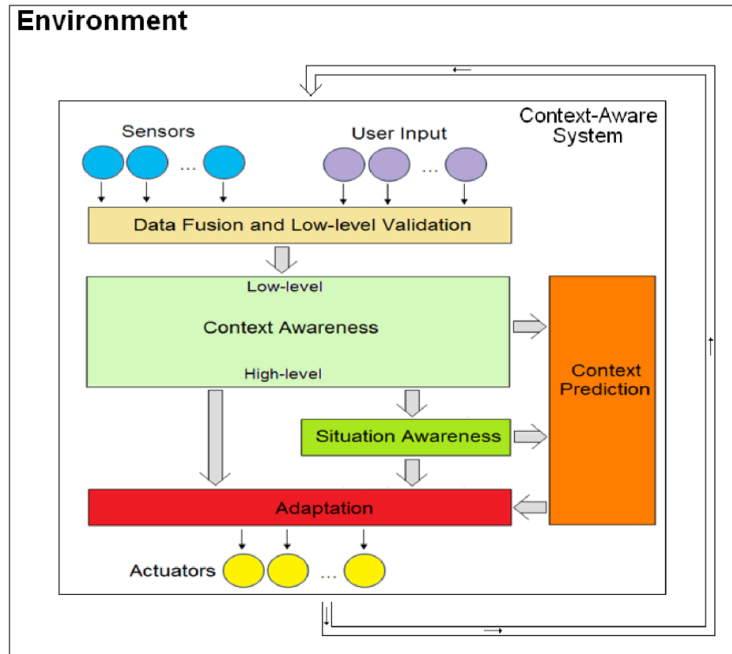 Environment
Context-Aware
System
Sensors
User Input
...
...
Data Fusion and Low-level Validation
Low-level
Context Awareness
High-level
Context
Prediction
Situation Awareness
Adaptation
Actuators
...